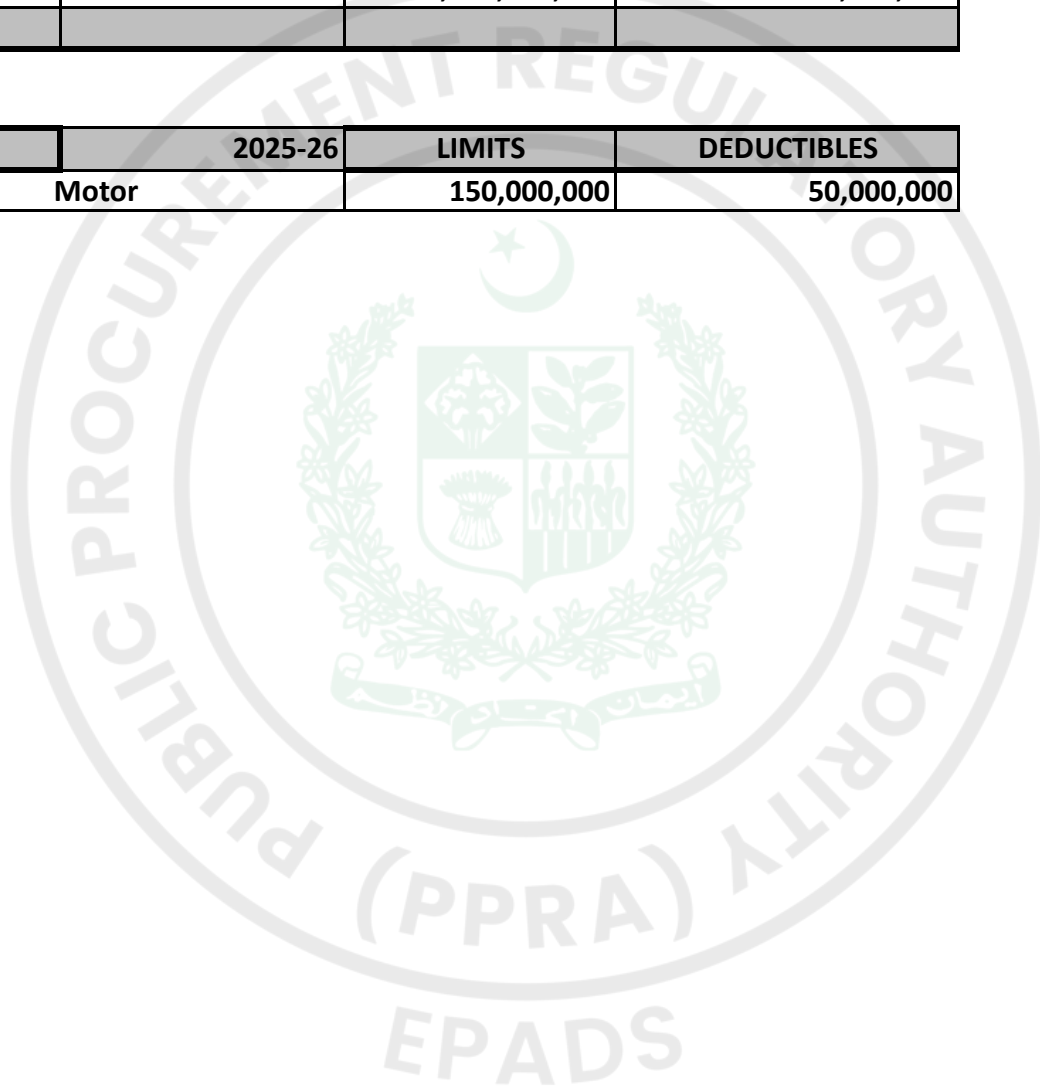 2025-26 LIMITS DEDUCTIBLES
Motor 150,000,000 50,000,000
PUBLIC PROCUREMENT REGULATORY AUTHORITY
(PPRA)
EPADS